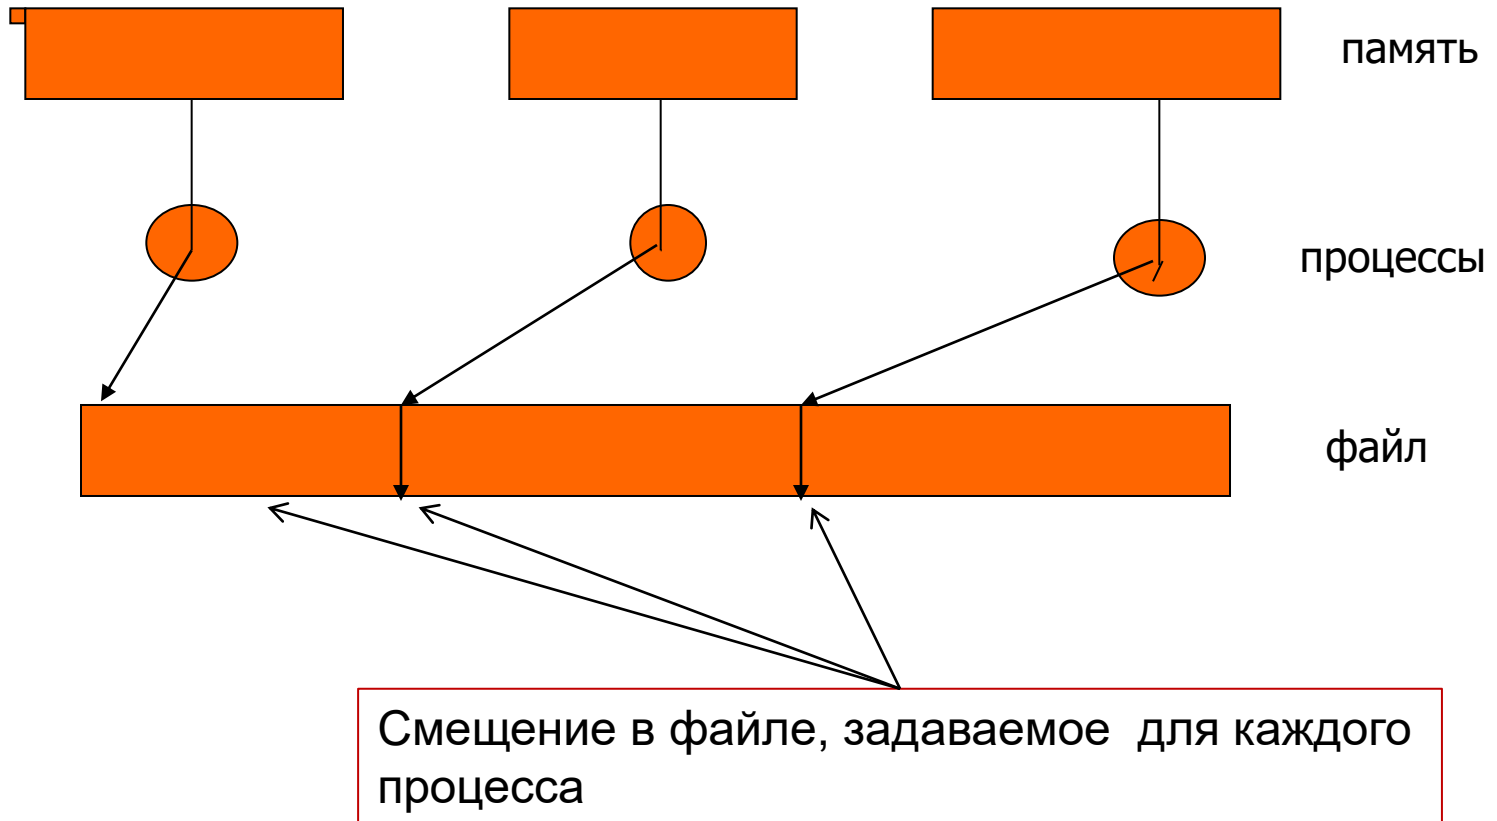 память
процессы
файл
Смещение в файле, задаваемое  для каждого
процесса